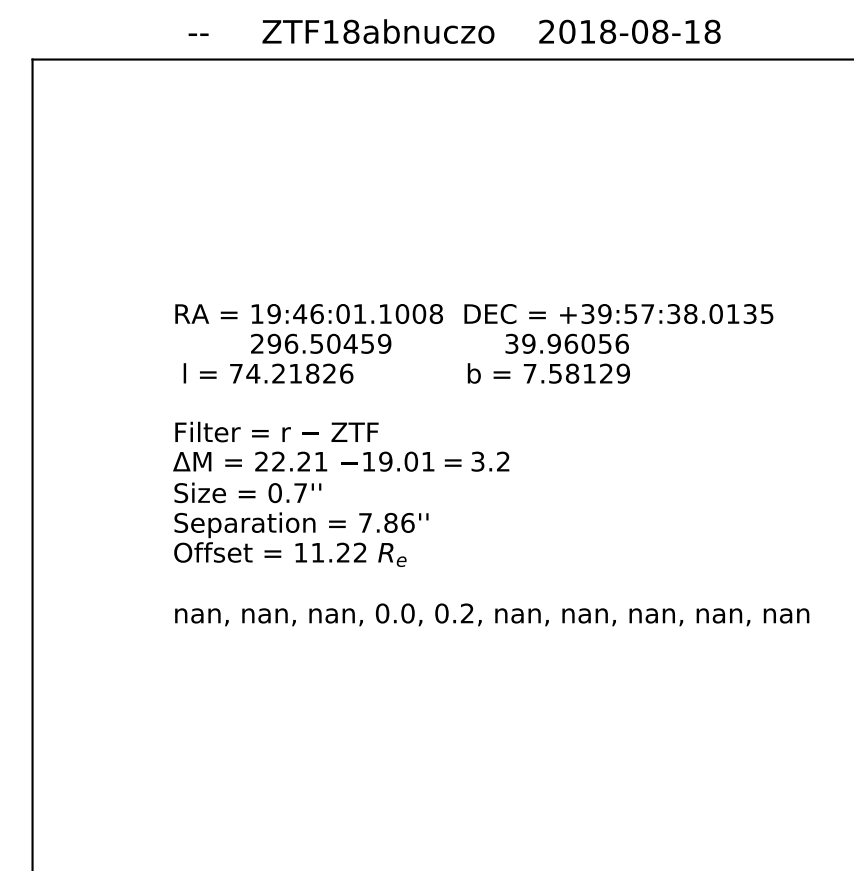 -- ZTF18abnuczo 2018-08-18
RA = 19:46:01.1008 DEC = +39:57:38.0135
296.50459 39.96056
l = 74.21826 b = 7.58129
Filter = r − ZTF
ΔM = 22.21 −19.01 = 3.2
Size = 0.7''
Separation = 7.86''
Offset = 11.22 Re
nan, nan, nan, 0.0, 0.2, nan, nan, nan, nan, nan